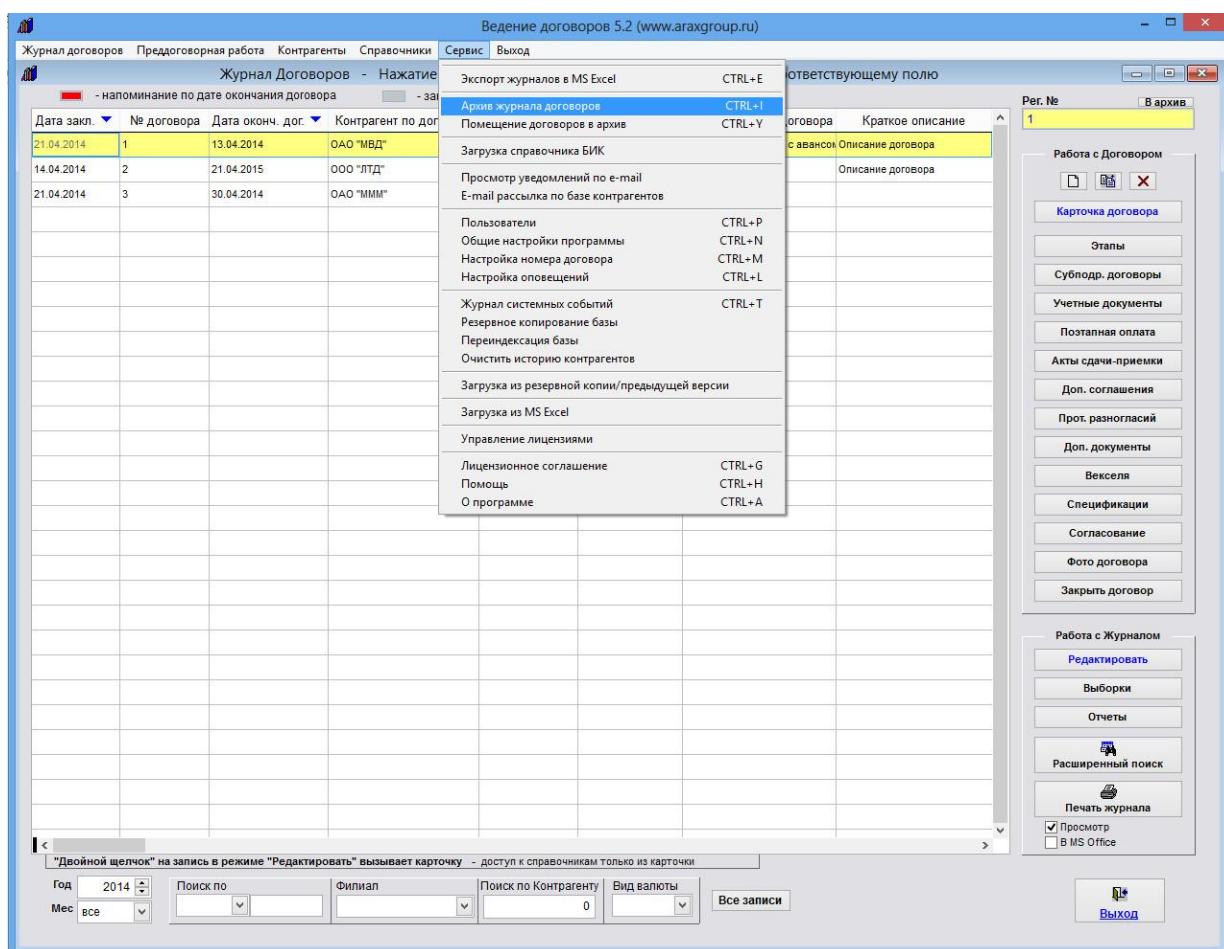 Ведение договоров 5.2 (www.araxgroup.ru)
Журнал договоров Преддоговорная работа Контрагенты Справочники Сервис Выход
Журнал Договоров - Нажатие
ответствующему полю
- напоминание по дате окончания договора
Дата закл. № договора Дата оконч. дог. Контрагент по дог
оговора Краткое описание
21.04.2014 1 13.04.2014 ОАО "МВД" с авансом Описание договора
14.04.2014 2 21.04.2015 ООО "ЛТД" Описание договора
21.04.2014 3 30.04.2014 ОАО "МММ"
Экспорт журналов в MS Excel CTRL+E
Архив журнала договоров CTRL+I
Помещение договоров в архив CTRL+Y
Загрузка справочника БИК
Просмотр уведомлений по e-mail
E-mail рассылка по базе контрагентов
Пользователи CTRL+P
Общие настройки программы CTRL+N
Настройка номера договора CTRL+M
Настройка оповещений CTRL+L
Журнал системных событий CTRL+T
Резервное копирование базы
Переиндексация базы
Очистить историю контрагентов
Загрузка из резервной копии/предыдущей версии
Загрузка из MS Excel
Управление лицензиями
Лицензионное соглашение CTRL+G
Помощь CTRL+H
О программе CTRL+A
Рег. № В архив
1
Работа с Договором
Карточка договора
Этапы
Субподр. договоры
Учетные документы
Поэтапная оплата
Акты сдачи-приемки
Доп. соглашения
Прот. разногласий
Доп. документы
Векселя
Спецификации
Согласование
Фото договора
Закрыть договор
Работа с Журналом
Редактировать
Выборки
Отчеты
Расширенный поиск
Печать журнала
Просмотр
В MS Office
"Двойной щелчок" на запись в режиме "Редактировать" вызывает карточку - доступ к справочникам только из карточки
Год 2014 Поиск по Филиал Поиск по Контрагенту Вид валюты
Мес все 0 Все записи
Выход